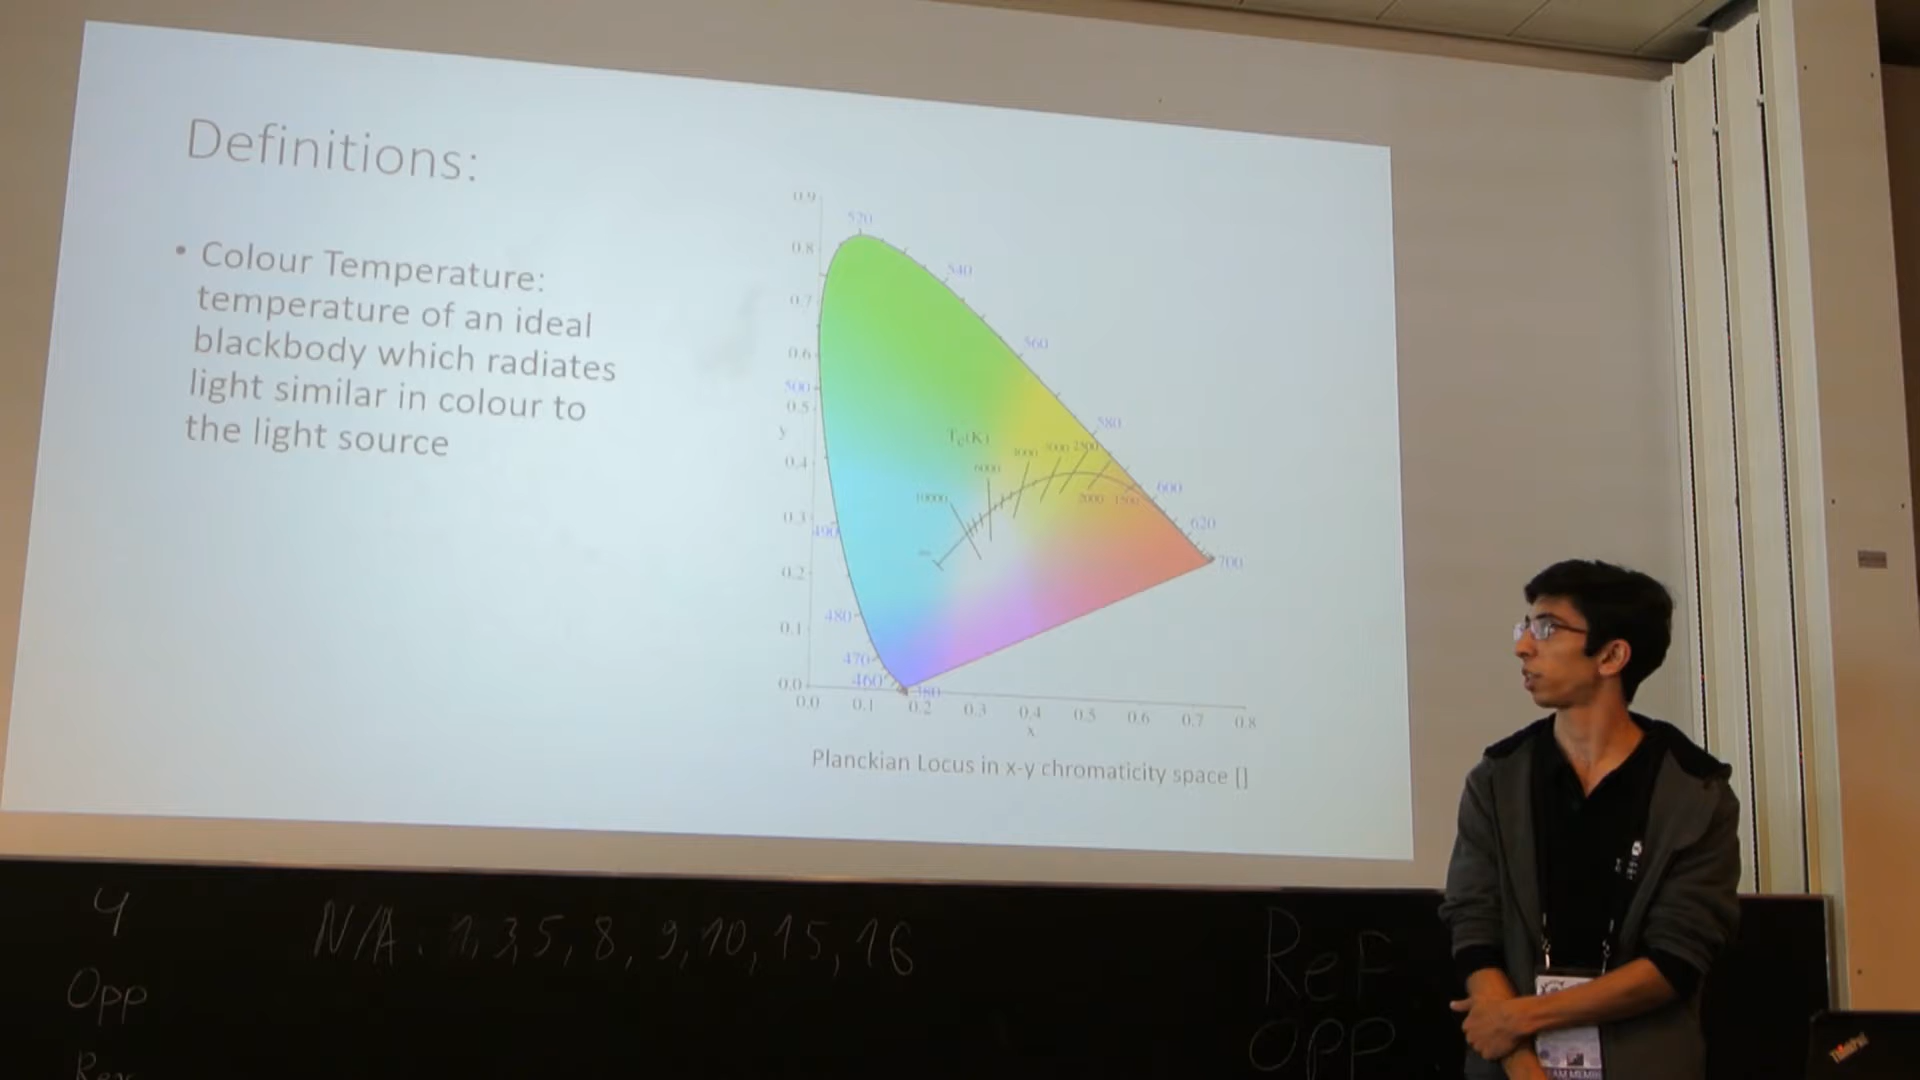 Definitions:
• Colour Temperature:
temperature of an ideal
blackbody which radiates
light similar in colour to
the light source
0.9
520
0.8
540
0.7
560
0.6
500
0.5
580
y
Tc(K)
0.4
6000
3000 2500
10000
2000 1500
600
0.3
490
620
∞
700
0.2
480
0.1
470
460
380
0.0
0.0 0.1 0.2 0.3 0.4 0.5 0.6 0.7 0.8
x
Planckian Locus in x-y chromaticity space []
4
N/A: 1, 3, 5, 8, 9, 10, 15, 16
Opp
Ref
Opp
ThinkPad